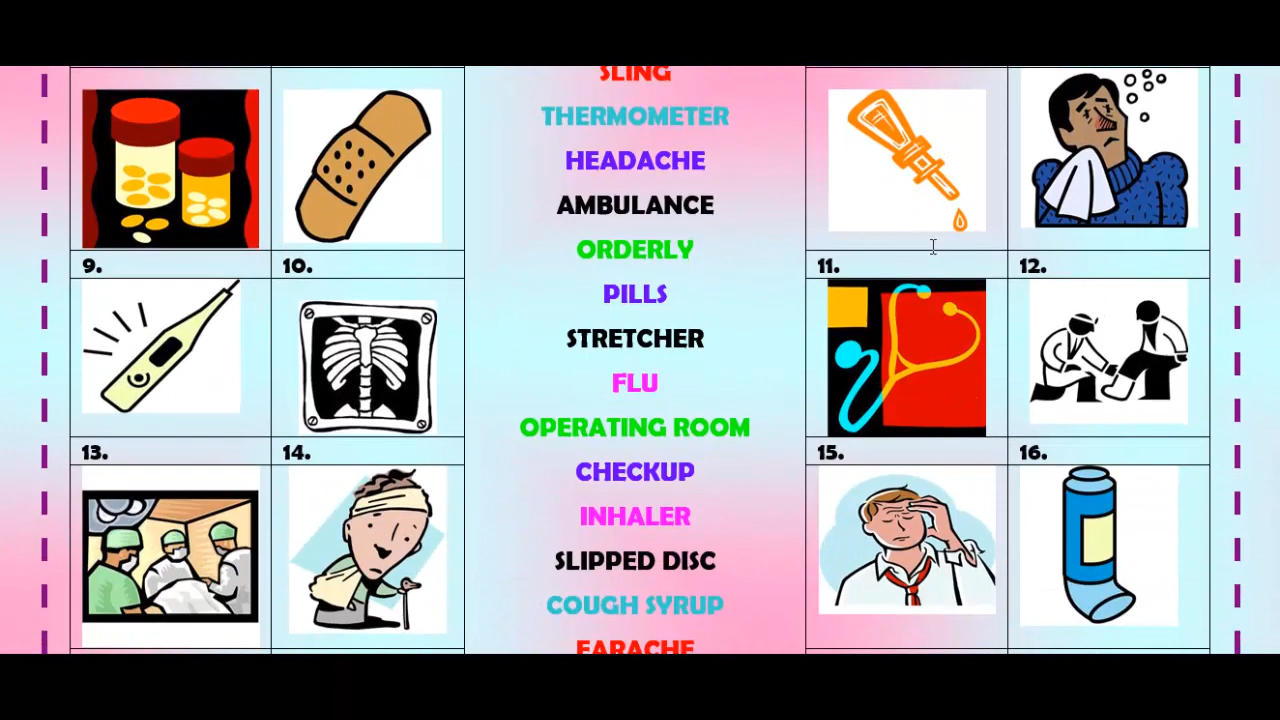 SLING
THERMOMETER
HEADACHE
AMBULANCE
ORDERLY
9. 10. 11. 12.
PILLS
STRETCHER
FLU
OPERATING ROOM
13. 14. 15. 16.
CHECKUP
INHALER
SLIPPED DISC
COUGH SYRUP
EARACHE